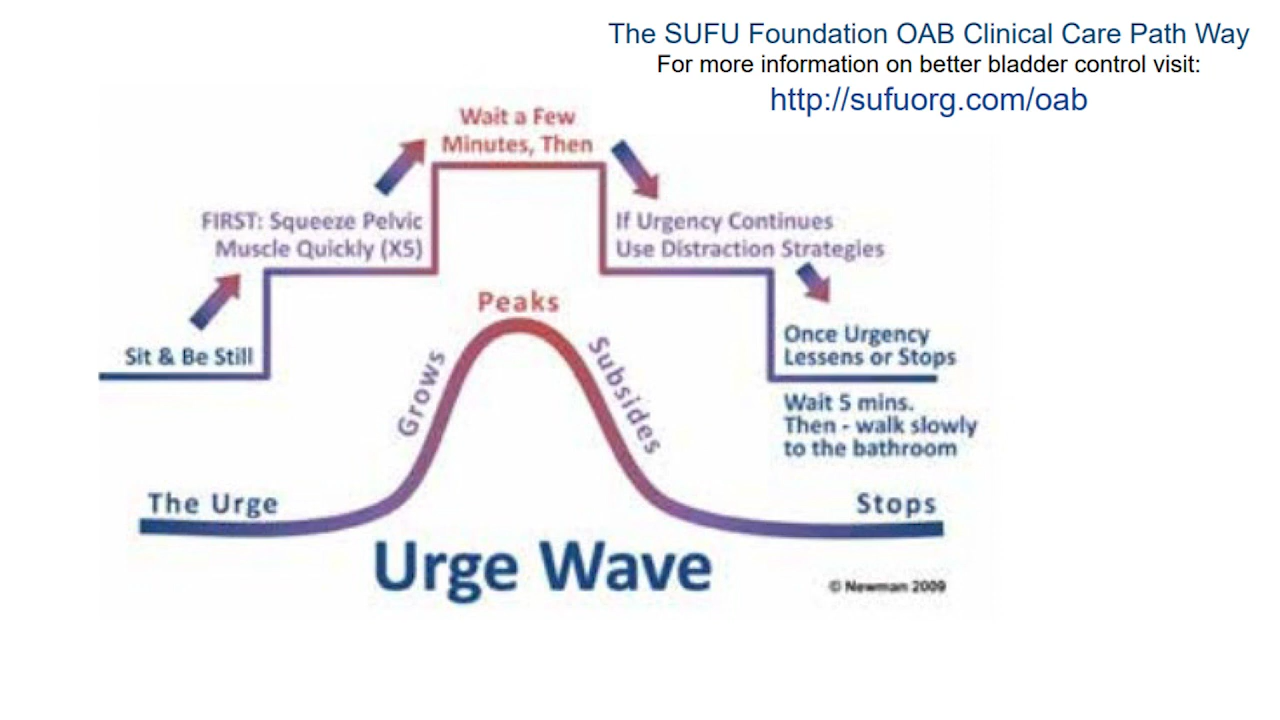 The SUFU Foundation OAB Clinical Care Path Way
For more information on better bladder control visit:
http://sufuorg.com/oab
Wait a Few
Minutes, Then
FIRST: Squeeze Pelvic
Muscle Quickly (X5)
If Urgency Continues
Use Distraction Strategies
Sit & Be Still
Once Urgency
Lessens or Stops
Wait 5 mins.
Then - walk slowly
to the bathroom
Peaks
Grows
Subsides
The Urge
Stops
Urge Wave
© Newman 2009